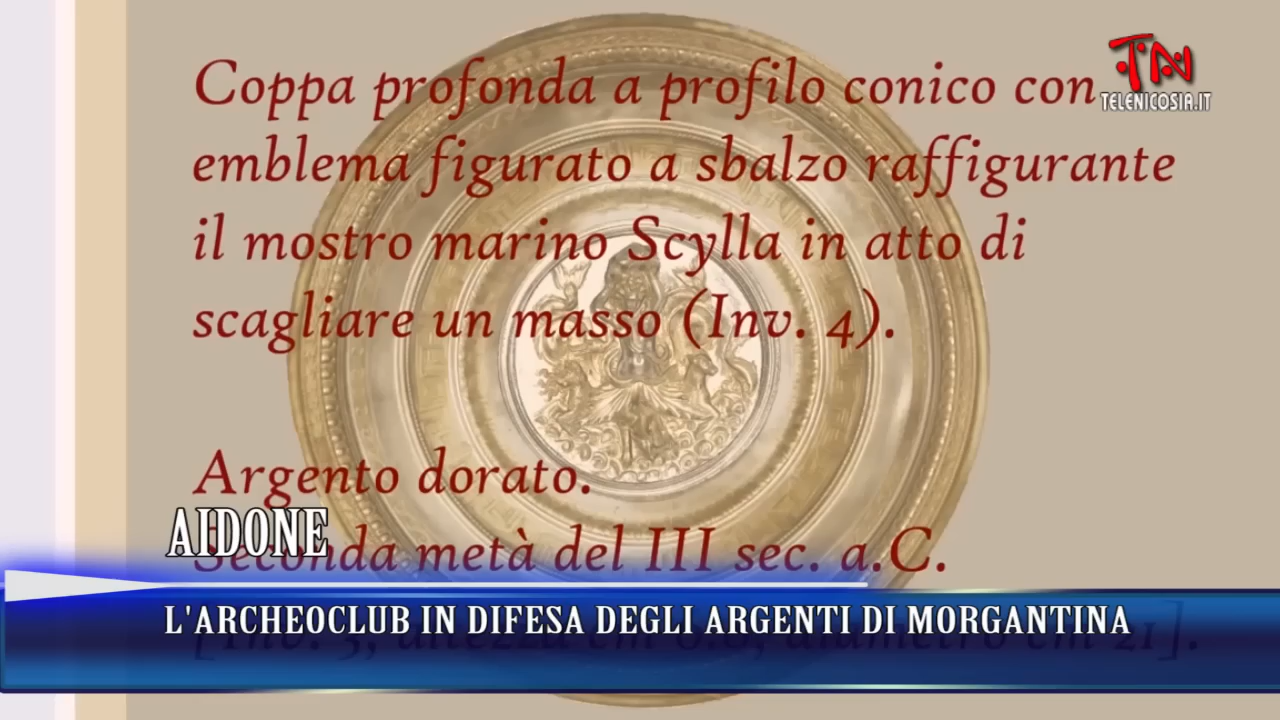 TN
TELENICOSIA.IT
Coppa profonda a profilo conico con
emblema figurato a sbalzo raffigurante
il mostro marino Scylla in atto di
scagliare un masso (Inv. 4).
Argento dorato.
AIDONE
Seconda metà del III sec. a.C.
L'ARCHEOCLUB IN DIFESA DEGLI ARGENTI DI MORGANTINA